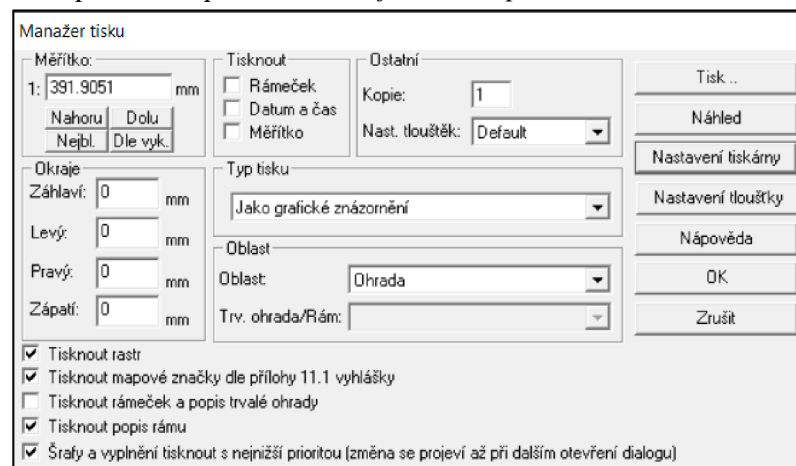 Manažer tisku
Měřítko:
1: 391.9051 mm
Nahoru Dolu
Nejbl. Dle vyk.
Tisknout
Rámeček
Datum a čas
Měřítko
Ostatní
Kopie: 1
Nast. tlouštěk: Default
Okraje
Záhlaví: 0 mm
Levý: 0 mm
Pravý: 0 mm
Zápatí: 0 mm
Typ tisku
Jako grafické znázornění
Oblast
Oblast: Ohrada
Trv. ohrada/Rám:
Tisk ..
Náhled
Nastavení tiskárny
Nastavení tloušťky
Nápověda
OK
Zrušit
Tisknout rastr
Tisknout mapové značky dle přílohy 11.1 vyhlášky
Tisknout rámeček a popis trvalé ohrady
Tisknout popis rámu
Šrafy a vyplnění tisknout s nejnižší prioritou (změna se projeví až při dalším otevření dialogu)